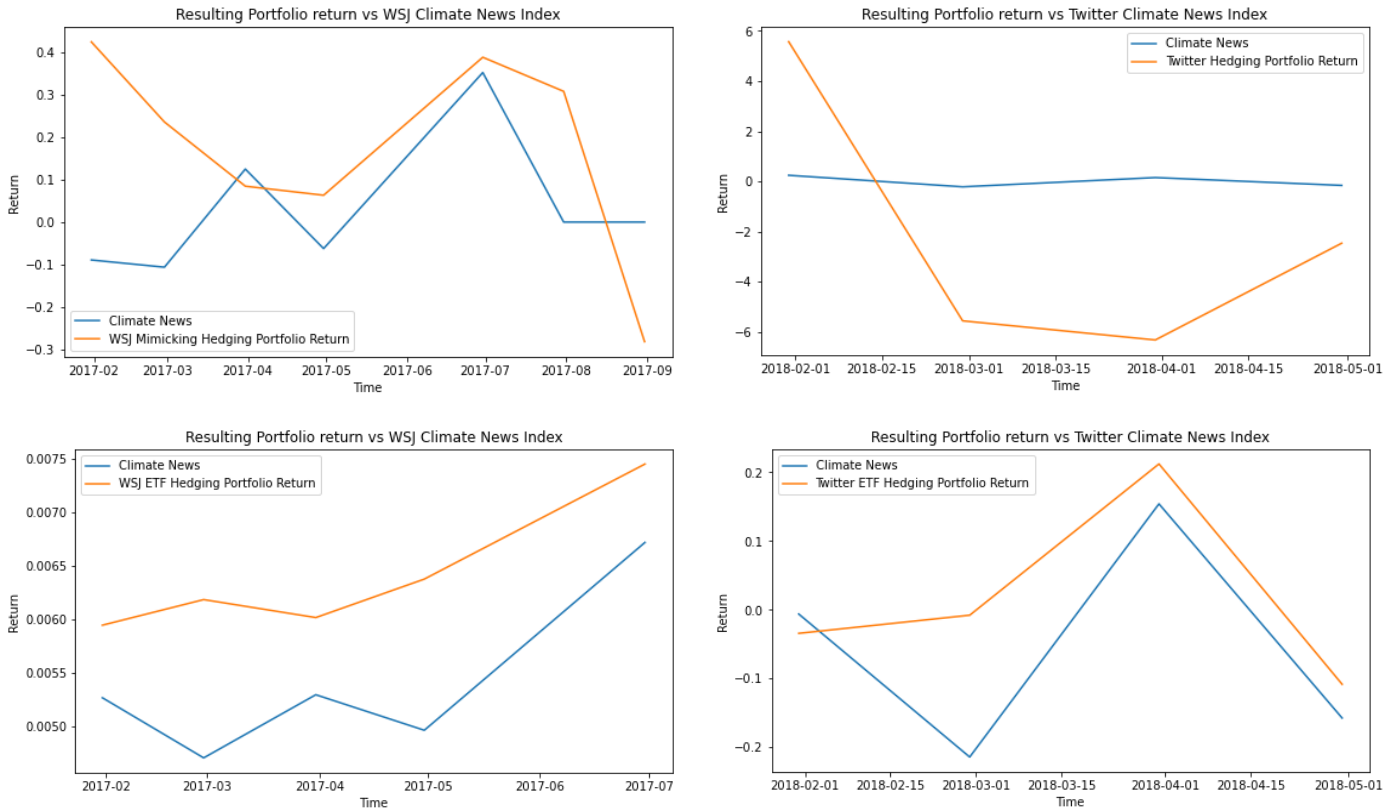 Resulting Portfolio return vs WSJ Climate News Index
0.4
0.3
0.2
0.1
0.0
−0.1
−0.2
−0.3
Return
Climate News
WSJ Mimicking Hedging Portfolio Return
2017-02 2017-03 2017-04 2017-05 2017-06 2017-07 2017-08 2017-09
Time
Resulting Portfolio return vs Twitter Climate News Index
6
4
2
0
−2
−4
−6
Return
Climate News
Twitter Hedging Portfolio Return
2018-02-01 2018-02-15 2018-03-01 2018-03-15 2018-04-01 2018-04-15 2018-05-01
Time
Resulting Portfolio return vs WSJ Climate News Index
0.0075
0.0070
0.0065
0.0060
0.0055
0.0050
Return
Climate News
WSJ ETF Hedging Portfolio Return
2017-02 2017-03 2017-04 2017-05 2017-06 2017-07
Time
Resulting Portfolio return vs Twitter Climate News Index
0.2
0.1
0.0
−0.1
−0.2
Return
Climate News
Twitter ETF Hedging Portfolio Return
2018-02-01 2018-02-15 2018-03-01 2018-03-15 2018-04-01 2018-04-15 2018-05-01
Time